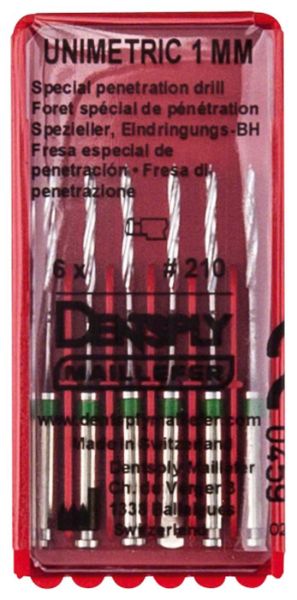 UNIMETRIC 1 MM
Special penetration drill
Foret spécial de pénétration
Spezieller, Eindringungs-BH
Fresa especial de
penetración • Fresa di
penetrazione
6 x # 210
DENTSPLY
MAILLEFER
www.dentsplymaillefer.com
Made in Switzerland
Dentsply Maillefer
Ch. du Verger 3
1338 Ballaigues
Switzerland
0459
02